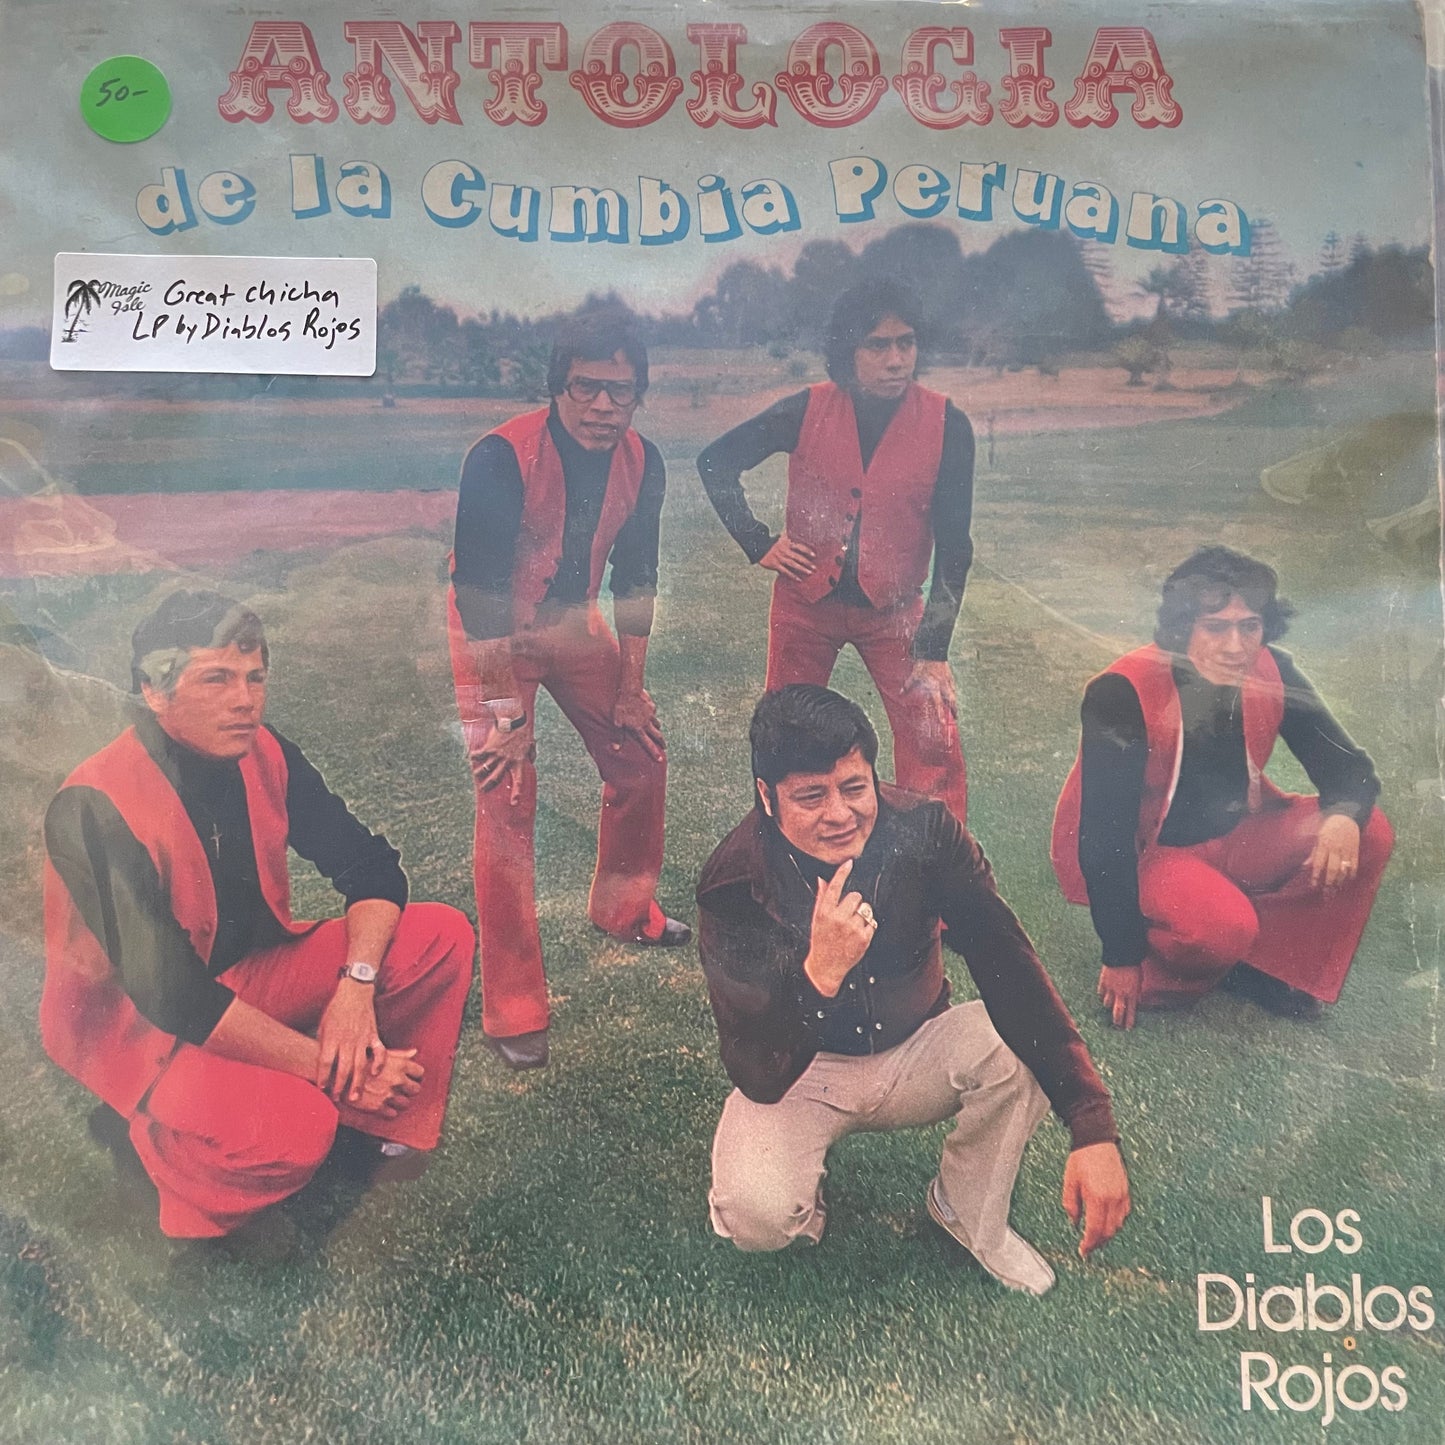 ANTOLOGIA
50-
de la Cumbia Peruana
Magic Isle
Great chicha
LP by Diablos Rojos
Los
Diablos
Rojos